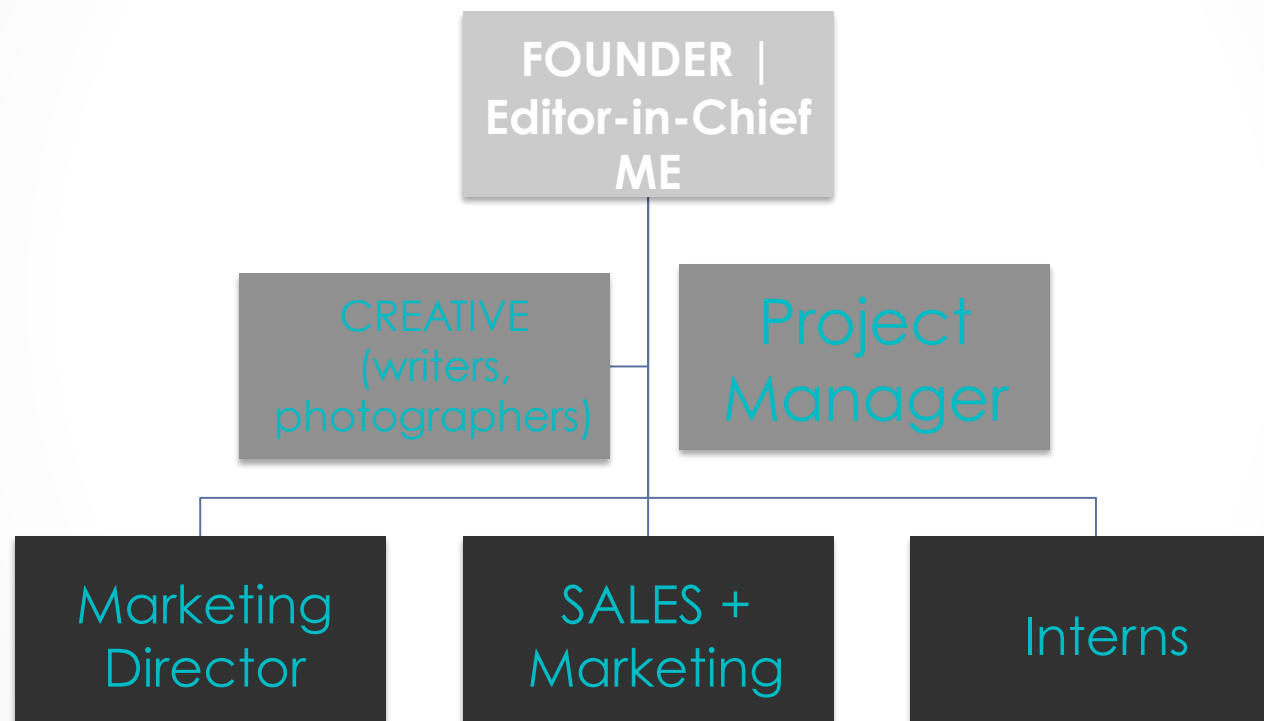 FOUNDER |
Editor-in-Chief
ME
CREATIVE
(writers,
photographers)
Project
Manager
Marketing
Director
SALES +
Marketing
Interns